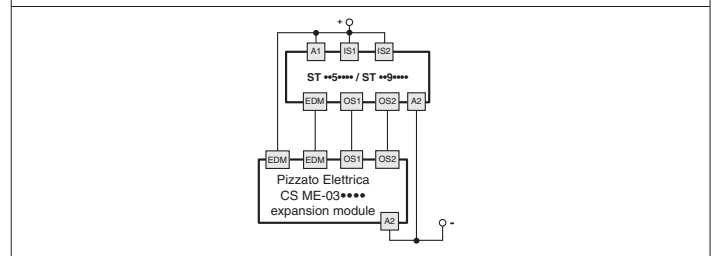 +
A1 IS1 IS2
ST ••5•••• / ST ••9••••
EDM OS1 OS2 A2
EDM EDM OS1 OS2
Pizzato Elettrica
CS ME-03••••
expansion module
A2
-